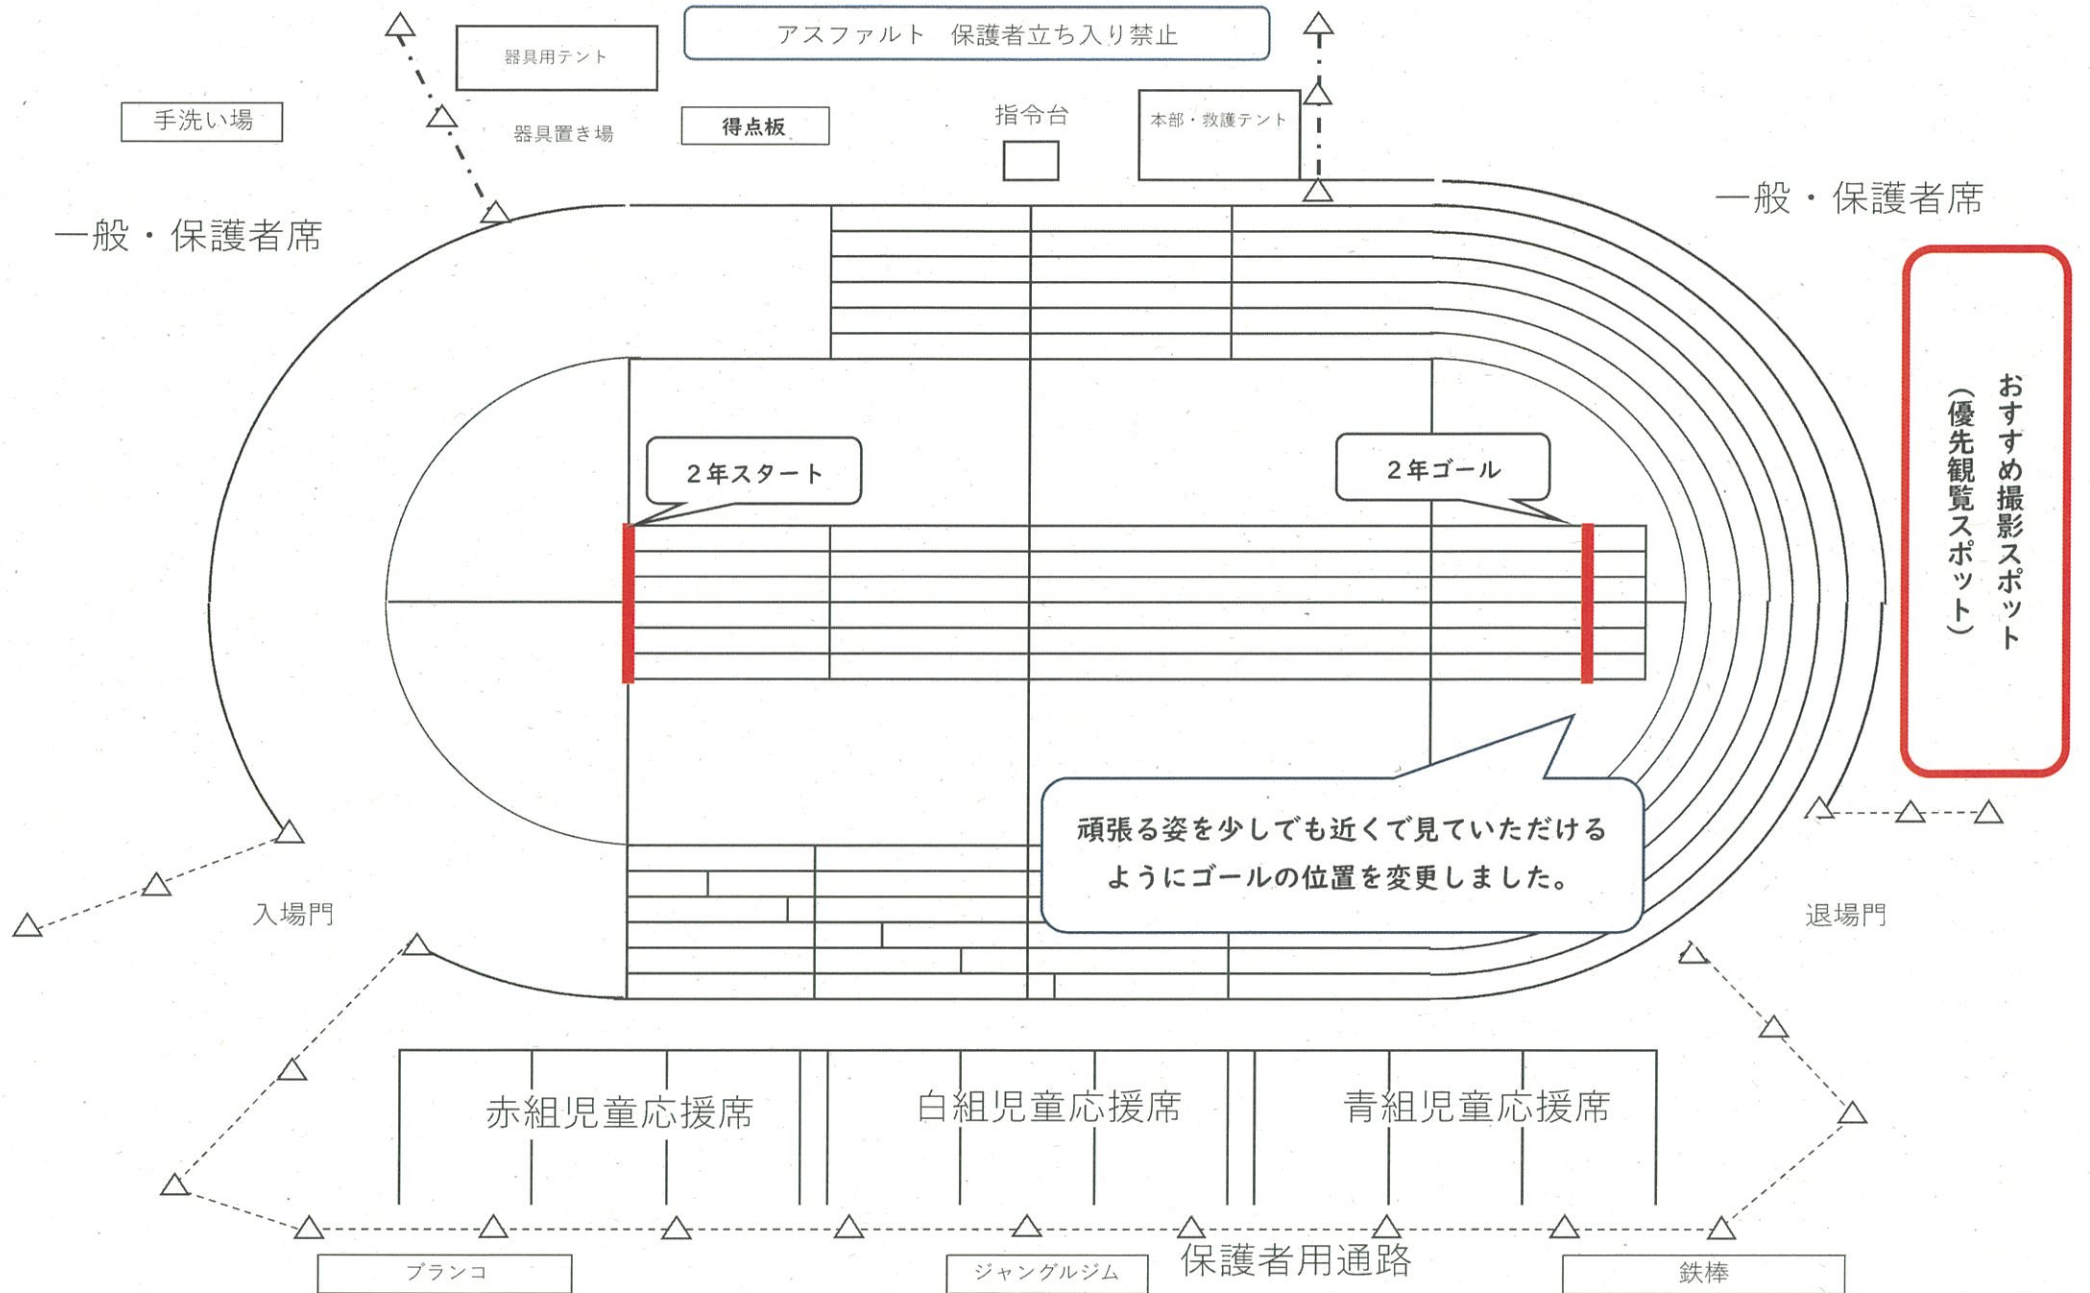 アスファルト　保護者立ち入り禁止
器具用テント
手洗い場
器具置き場
得点板
指令台
本部・救護テント
一般・保護者席
一般・保護者席
おすすめ撮影スポット
（優先観覧スポット）
２年スタート
２年ゴール
頑張る姿を少しでも近くで見ていただける
ようにゴールの位置を変更しました。
入場門
退場門
赤組児童応援席
白組児童応援席
青組児童応援席
保護者用通路
ブランコ
ジャングルジム
鉄棒